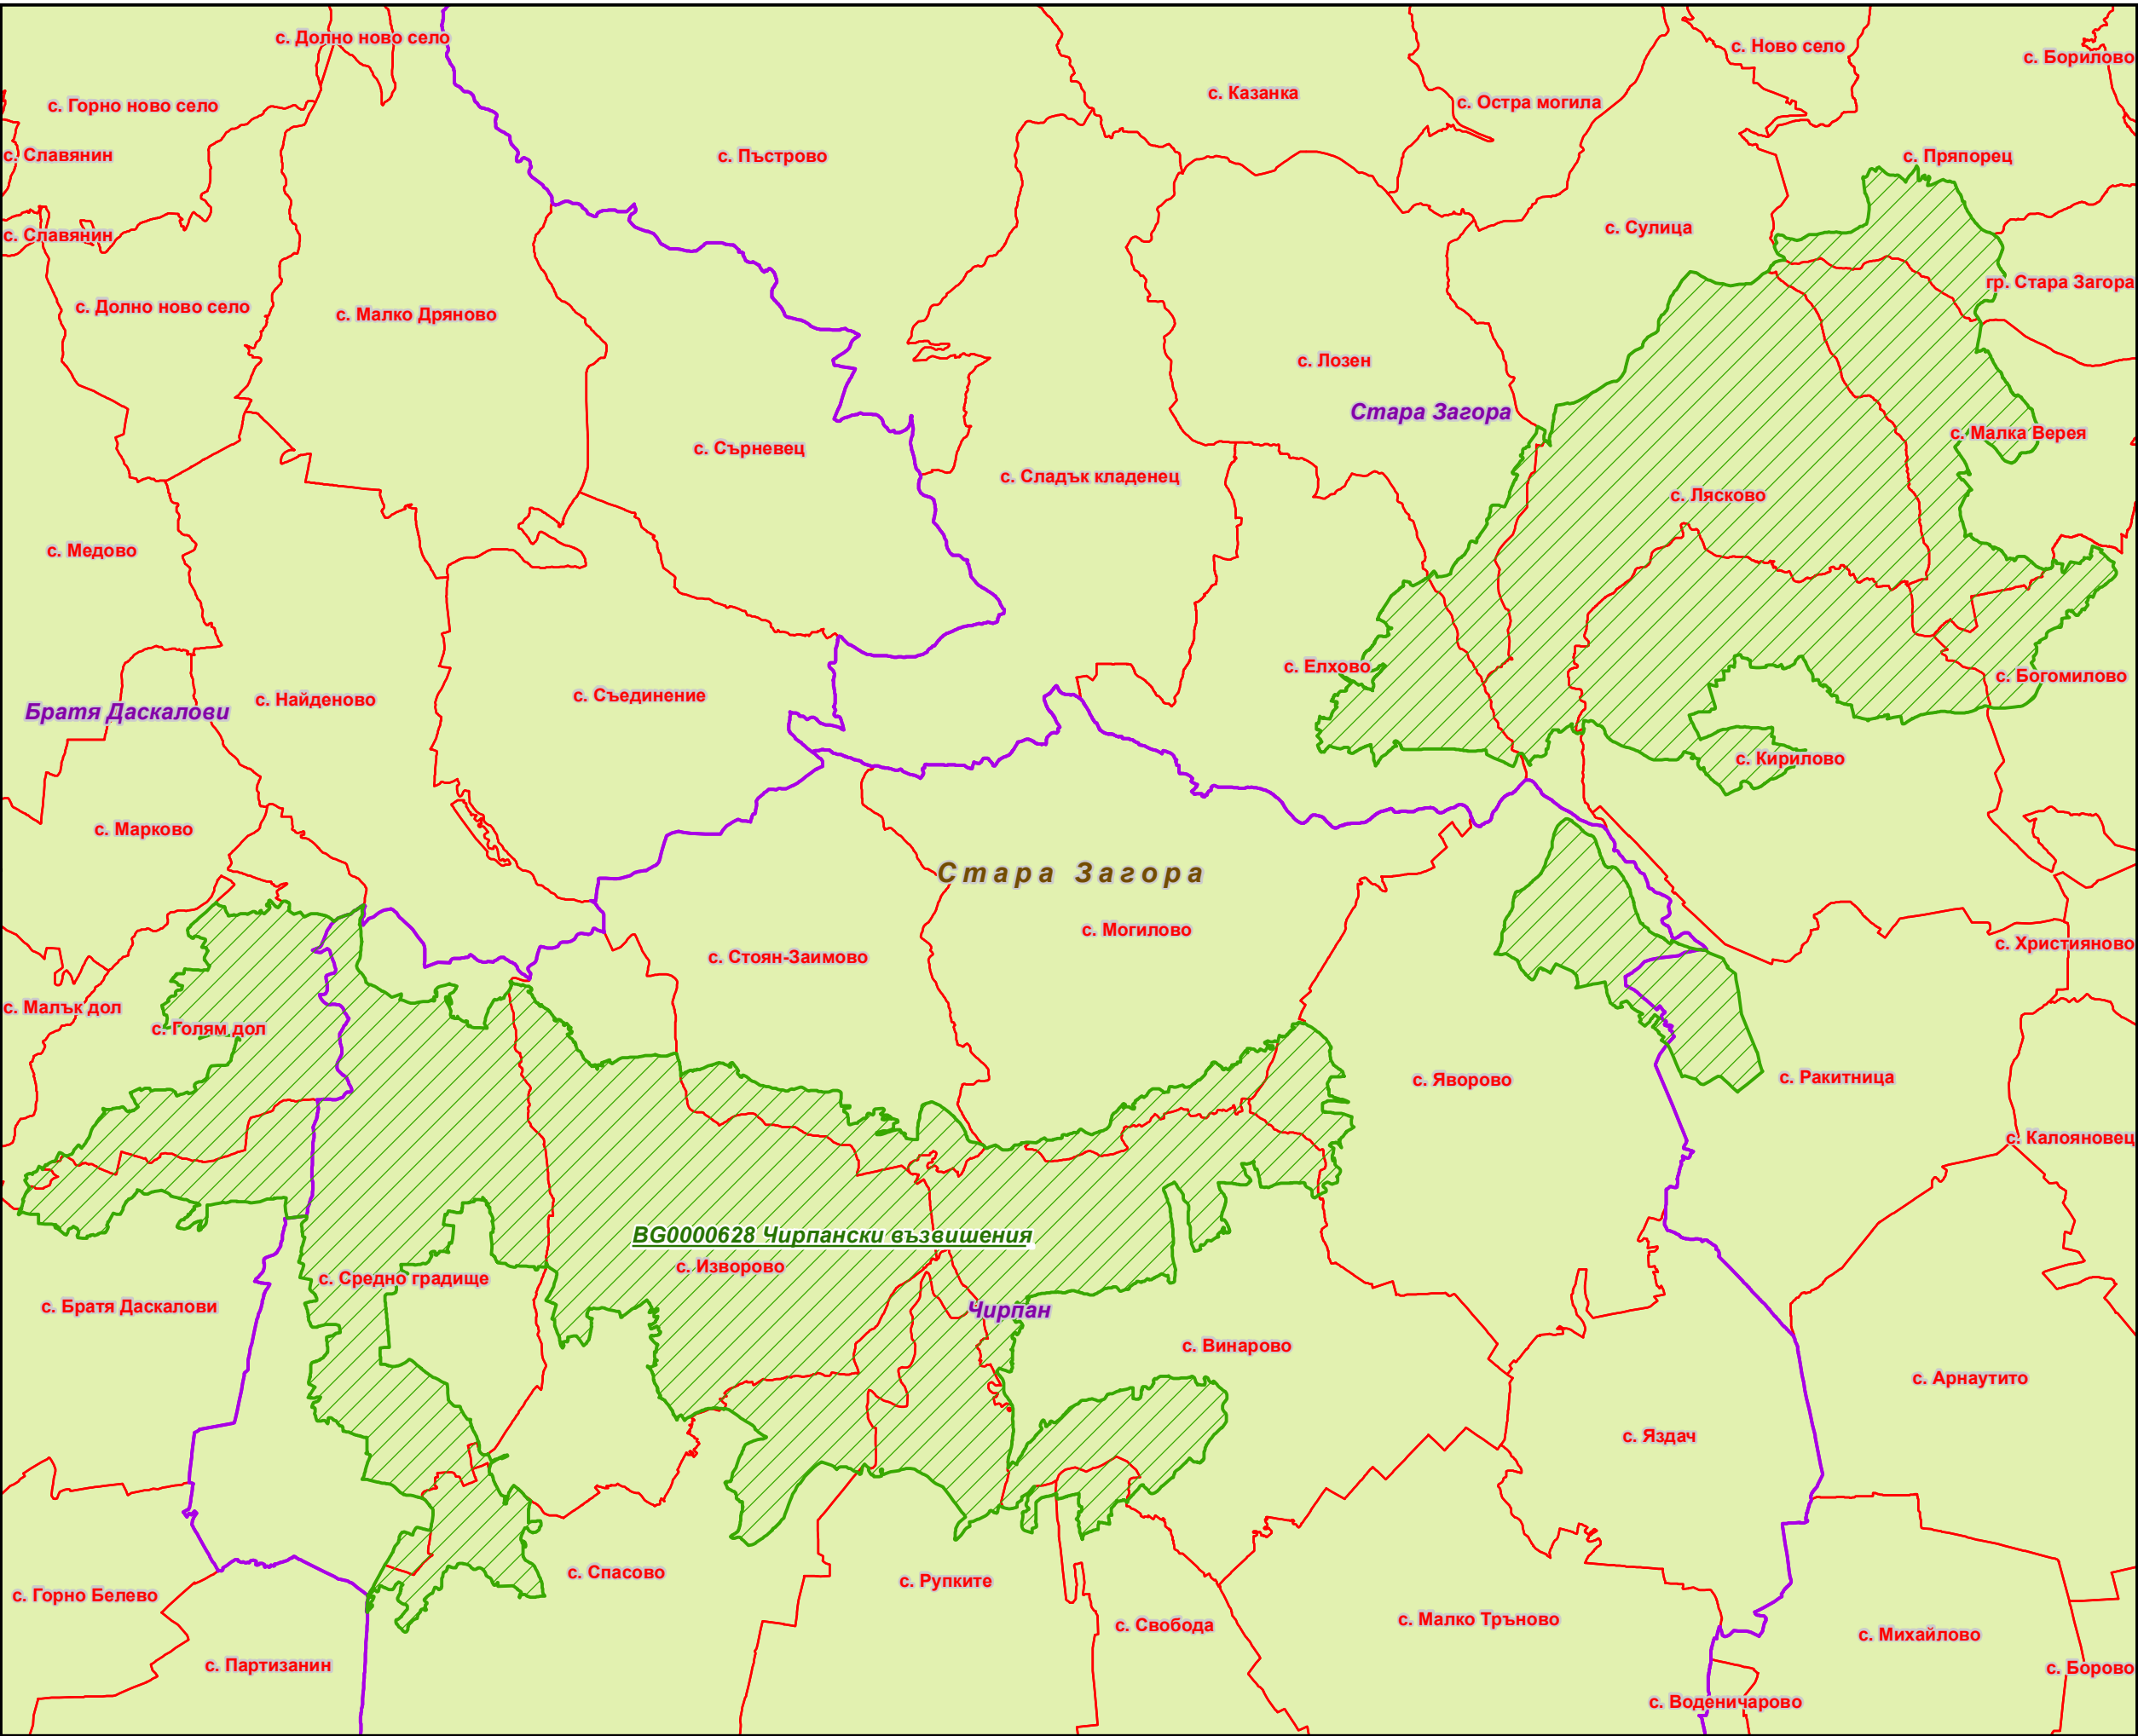 с. Долно ново село
с. Ново село
с. Борилово
с. Казанка
с. Остра могила
с. Горно ново село
с. Славянин
с. Пъстрово
с. Пряпорец
с. Славянин
с. Сулица
гр. Стара Загора
с. Долно ново село
с. Малко Дряново
с. Лозен
Стара Загора
с. Малка Верея
с. Сърневец
с. Сладък кладенец
с. Лясково
с. Медово
с. Елхово
с. Богомилово
с. Найденово
с. Съединение
Братя Даскалови
с. Кирилово
с. Марково
Стара Загора
с. Могилово
с. Християново
с. Стоян-Заимово
с. Малък дол
с. Голям дол
с. Яворово
с. Ракитница
с. Калояновец
BG0000628 Чирпански възвишения
с. Изворово
с. Средно градище
с. Братя Даскалови
Чирпан
с. Винарово
с. Арнаутито
с. Яздач
с. Спасово
с. Рупките
с. Горно Белево
с. Свобода
с. Малко Тръново
с. Михайлово
с. Партизанин
с. Борово
с. Воденичарово